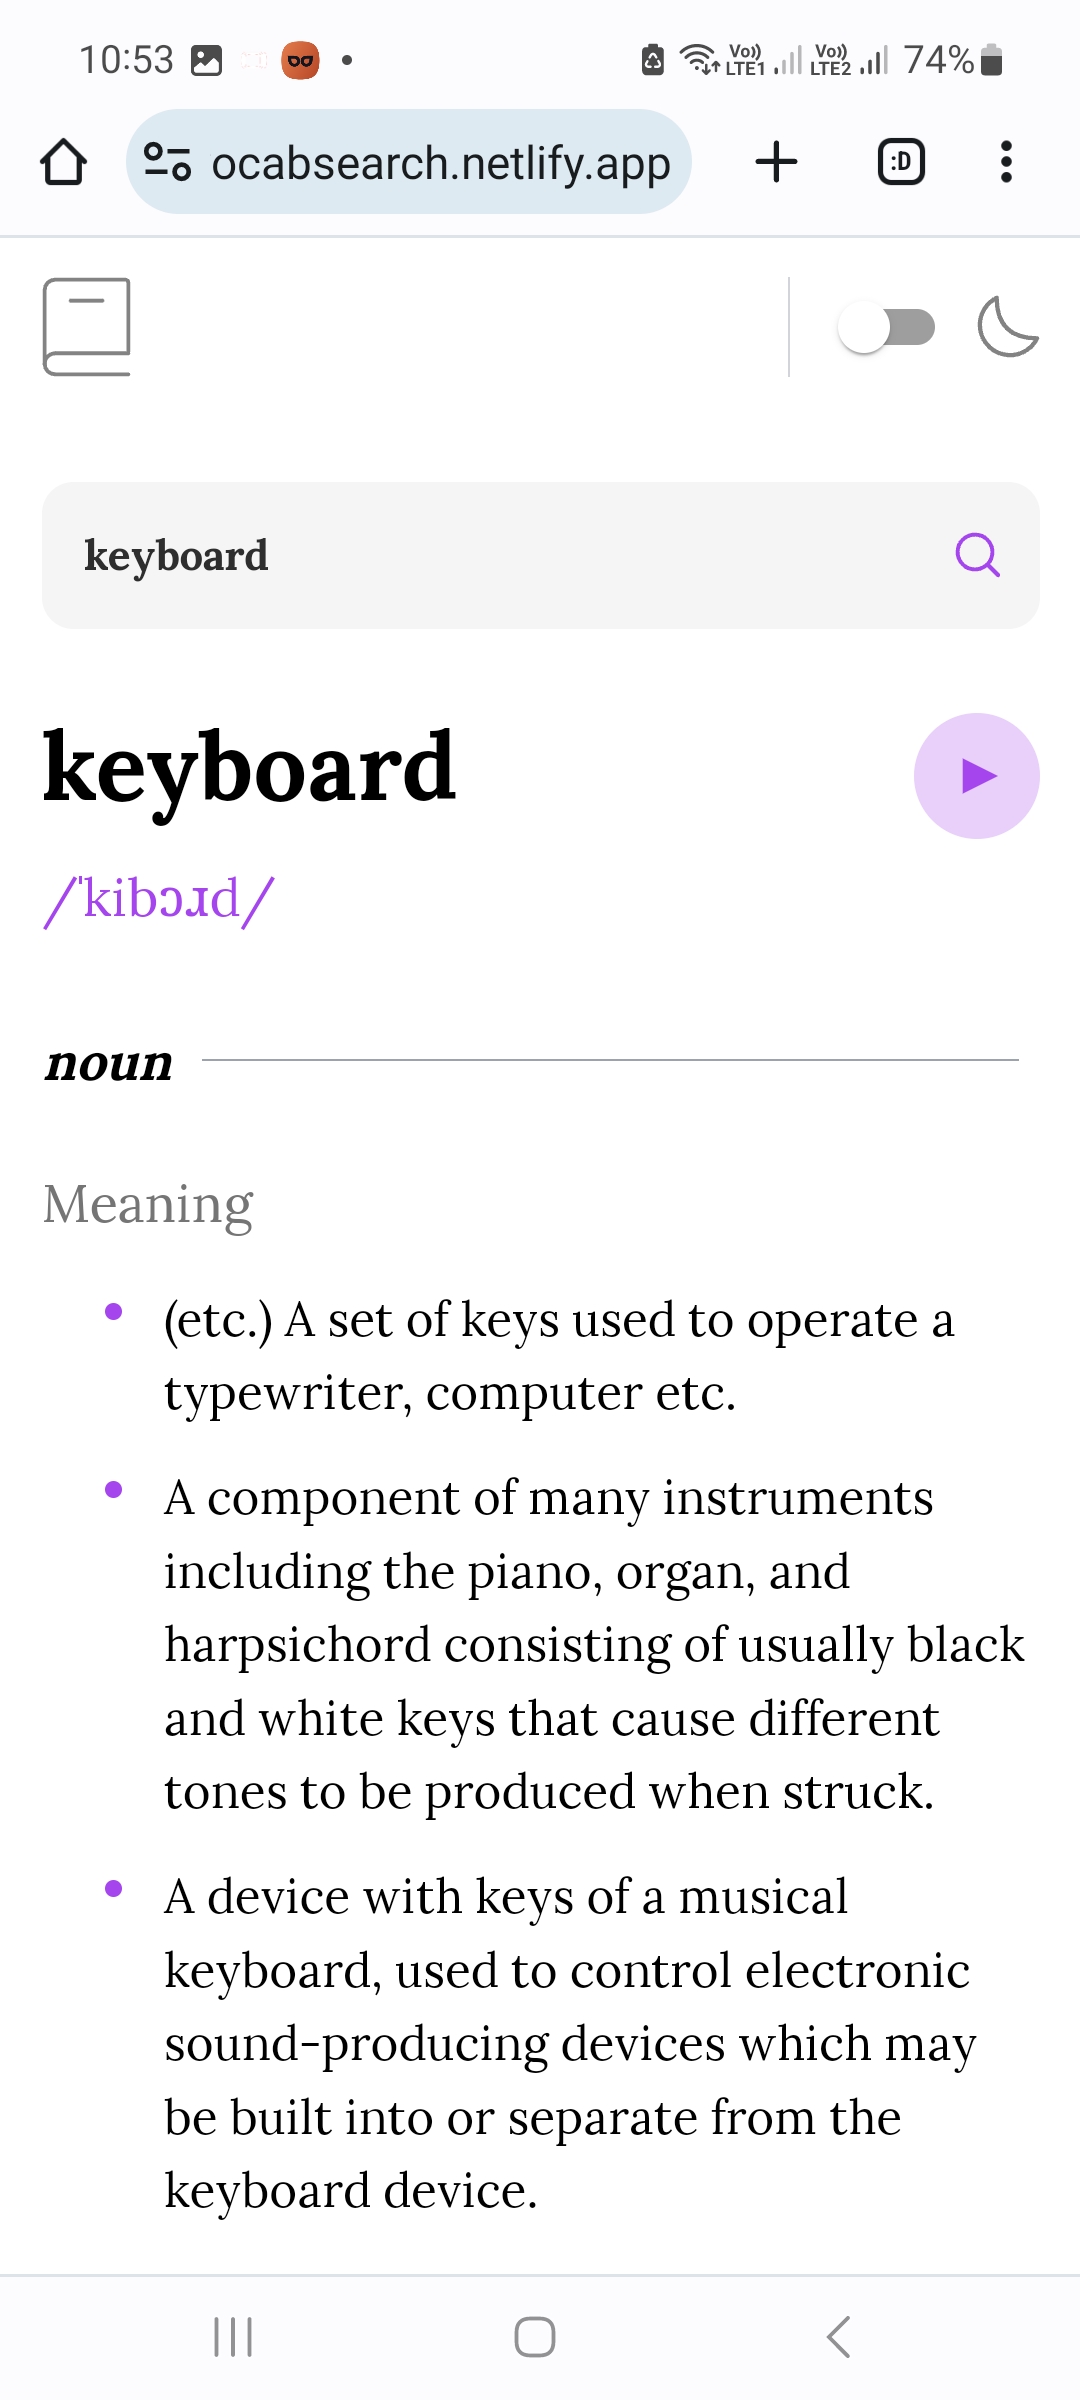 10:53
Vo)) LTE1 Vo)) LTE2 74%
ocabsearch.netlify.app
:D
keyboard
keyboard
/ˈkibɔɹd/
noun
Meaning
(etc.) A set of keys used to operate a
typewriter, computer etc.
A component of many instruments
including the piano, organ, and
harpsichord consisting of usually black
and white keys that cause different
tones to be produced when struck.
A device with keys of a musical
keyboard, used to control electronic
sound-producing devices which may
be built into or separate from the
keyboard device.